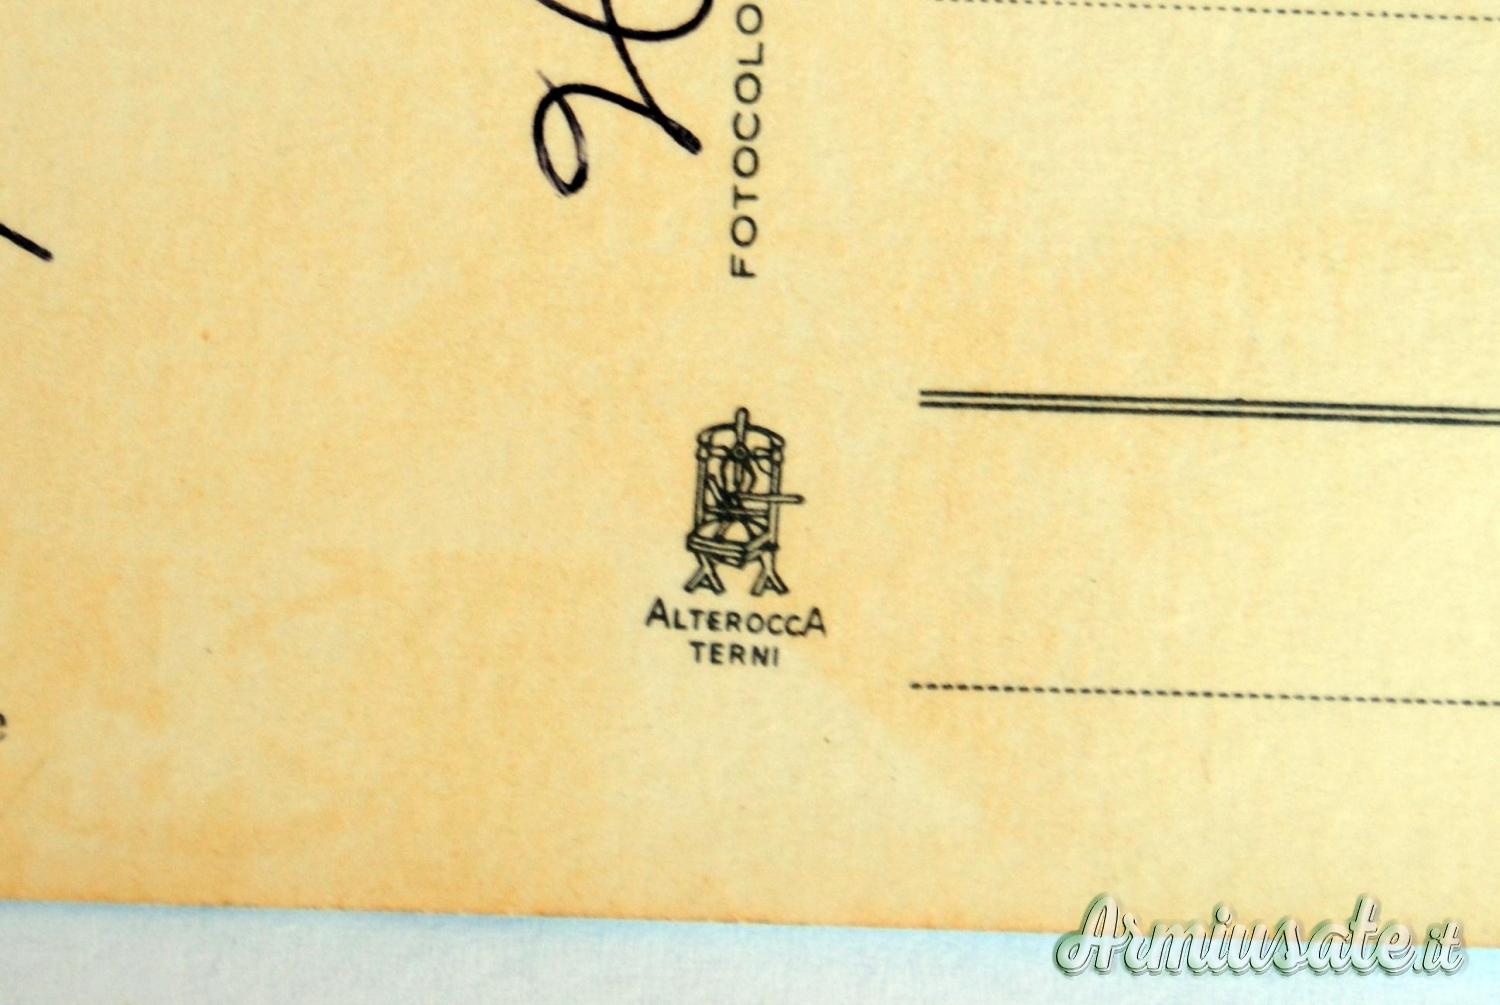 FOTOCOLO
ALTEROCCA
TERNI
e
Armiusate.it